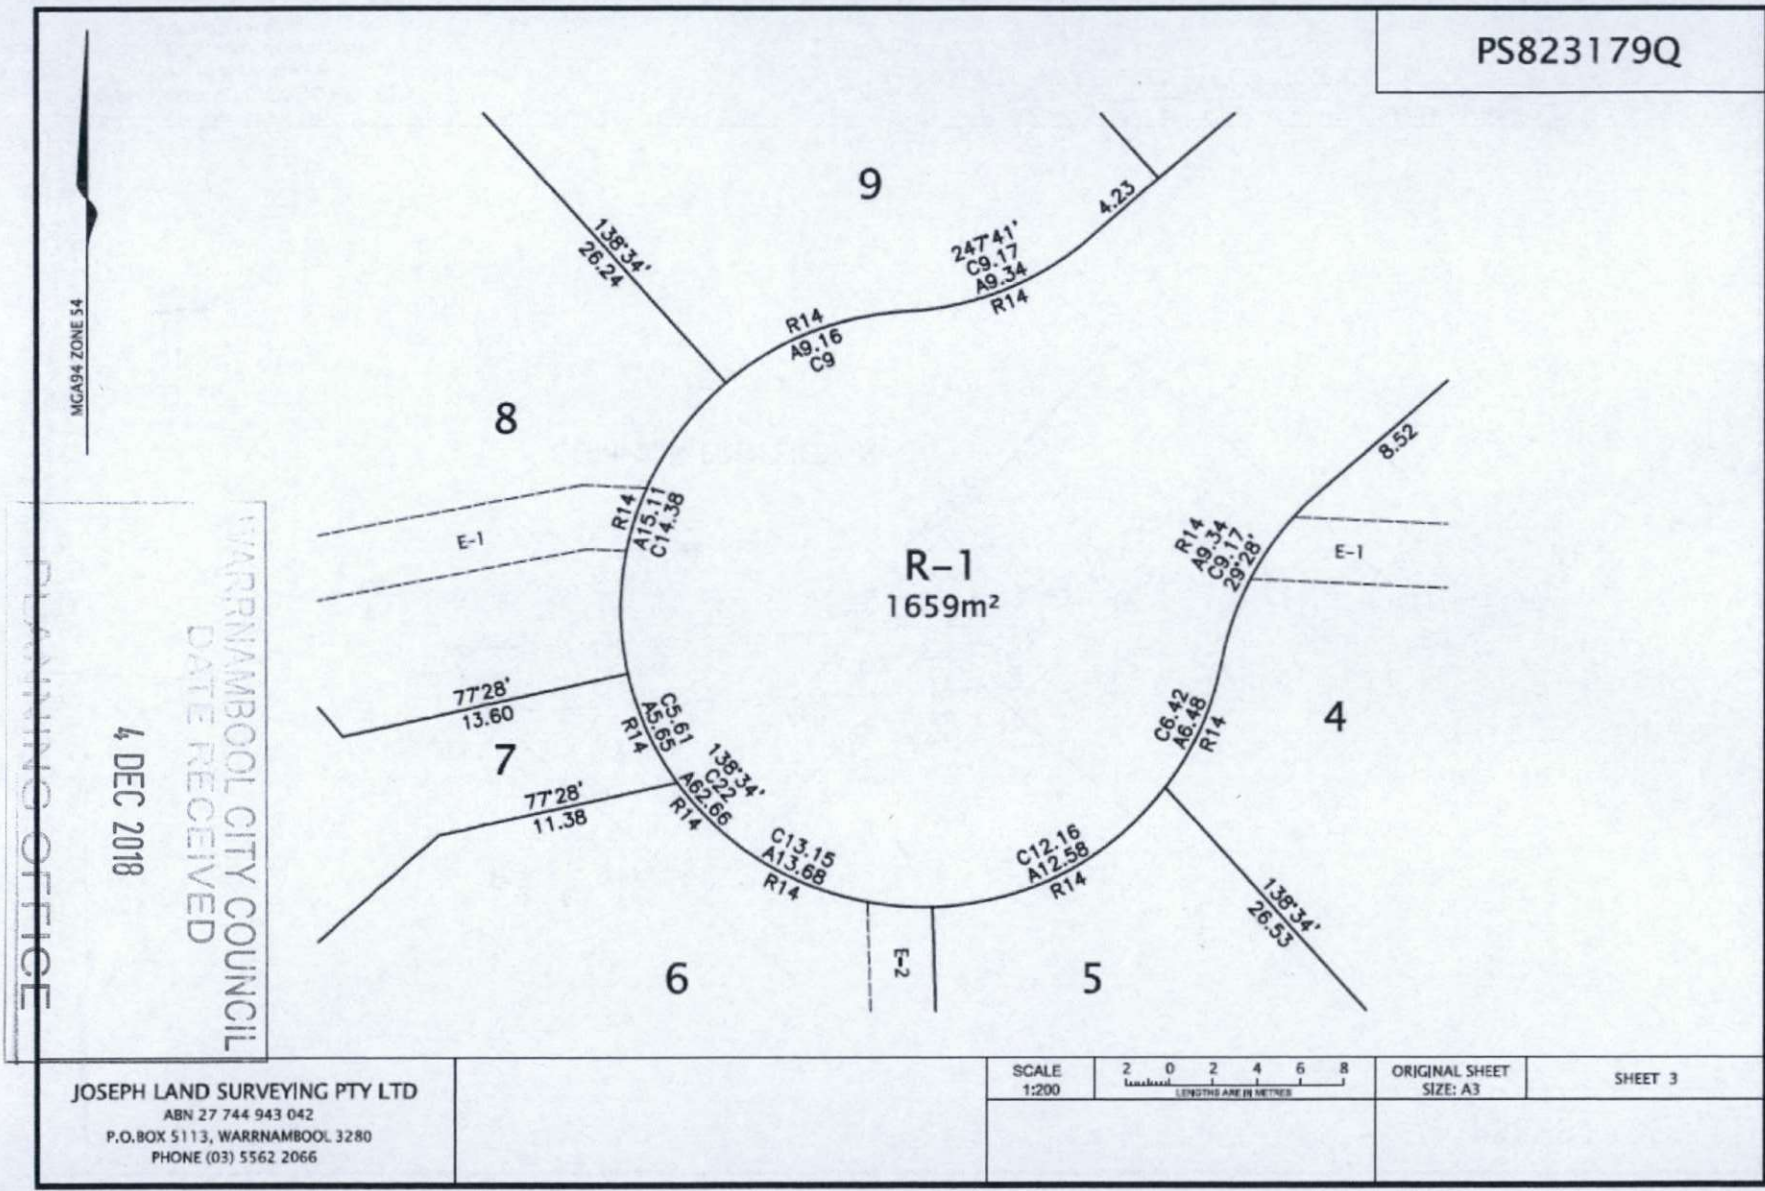 PS823179Q
MGA94 ZONE 54
9
4.23
247°41'
C9.17
A9.34
R14
138°34'
26.24
R14
A9.16
C9
8
8.52
R14
A15.11
C14.38
E-1
R-1
1659m²
R14
A9.34
C9.17
29°28'
E-1
77°28'
13.60
C5.61
A5.65
R14
7
138°34'
C22
A62.66
R14
77°28'
11.38
C6.42
A6.48
R14
4
C13.15
A13.68
R14
C12.16
A12.58
R14
138°34'
26.53
6
E-2
5
WARRNAMBOOL CITY COUNCIL
DATE RECEIVED
4 DEC 2018
PLANNING OFFICE
JOSEPH LAND SURVEYING PTY LTD
ABN 27 744 943 042
P.O.BOX 5113, WARRNAMBOOL 3280
PHONE (03) 5562 2066
SCALE
1:200
2 0 2 4 6 8
LENGTHS ARE IN METRES
ORIGINAL SHEET
SIZE: A3
SHEET 3